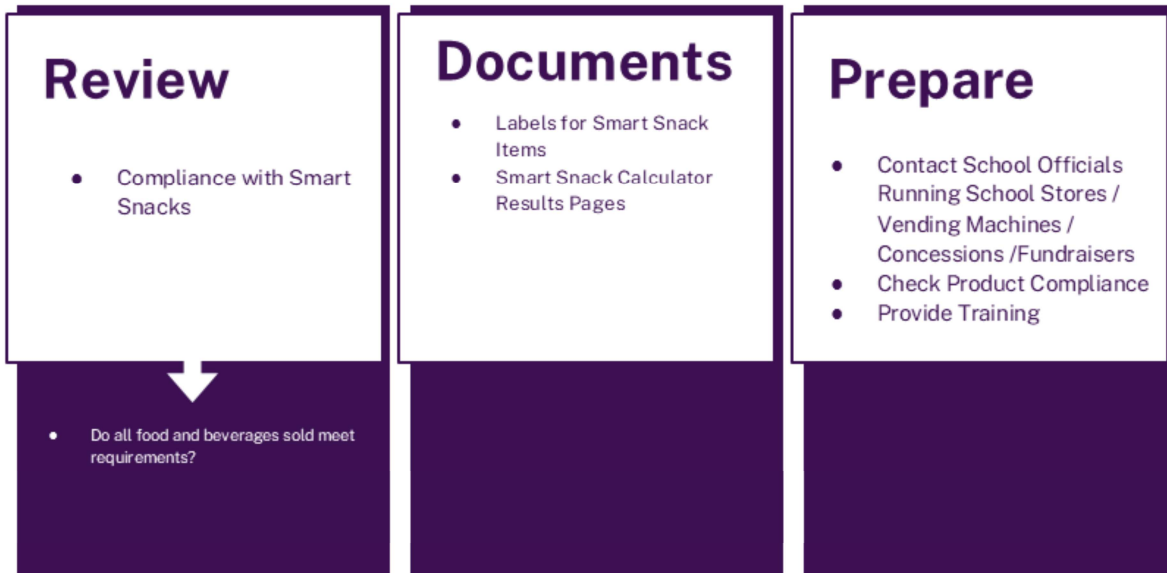 Review
● Compliance with Smart
Snacks
● Do all food and beverages sold meet
requirements?
Documents
● Labels for Smart Snack
Items
● Smart Snack Calculator
Results Pages
Prepare
● Contact School Officials
Running School Stores /
Vending Machines /
Concessions /Fundraisers
● Check Product Compliance
● Provide Training